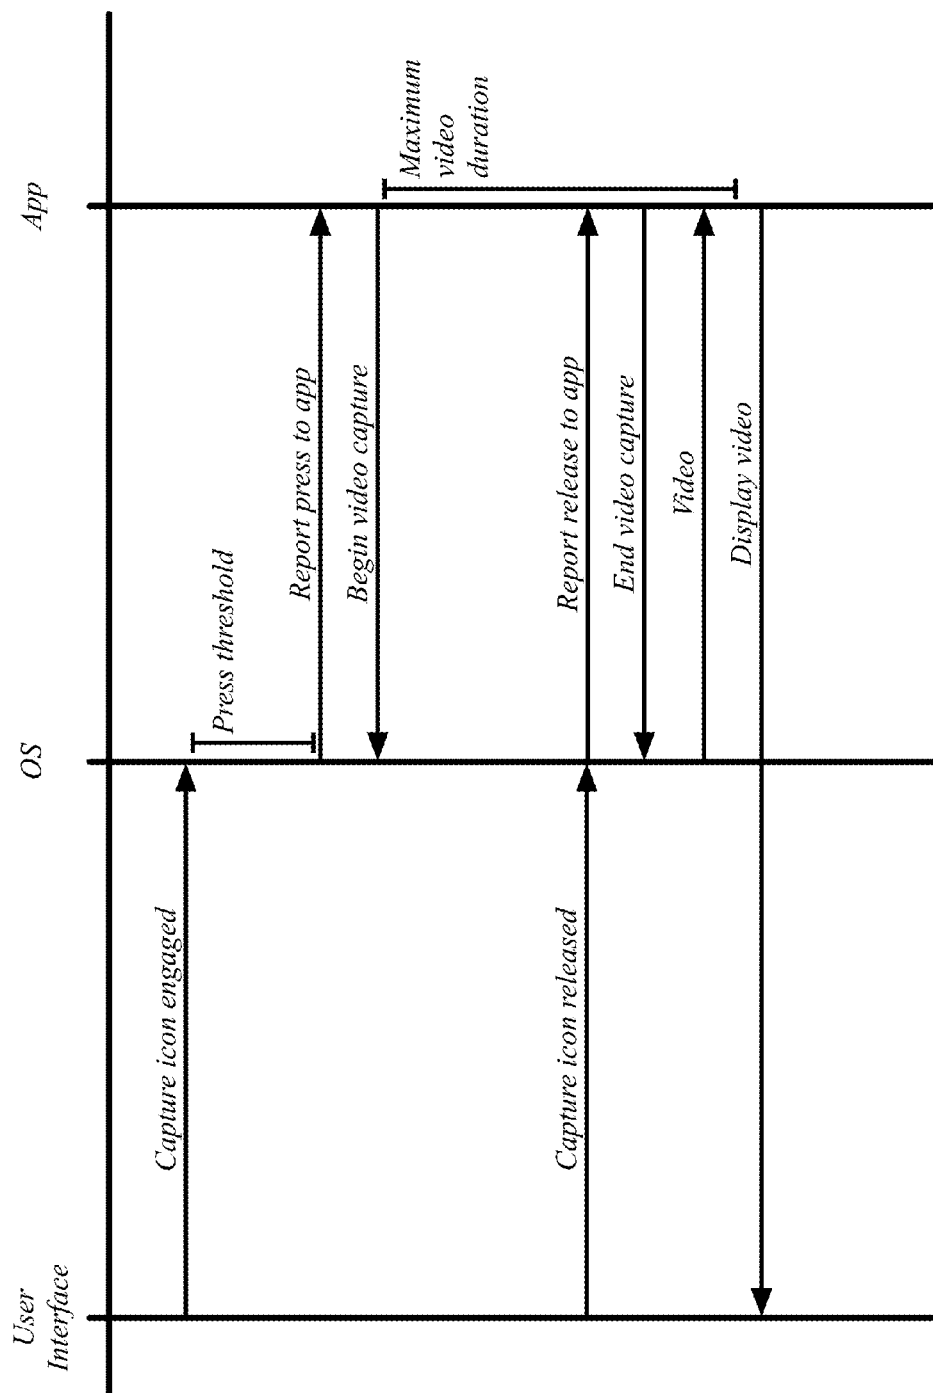 User
Interface
OS
App
Capture icon engaged
Press threshold
Report press to app
Begin video capture
Maximum
video
duration
Capture icon released
Report release to app
End video capture
Video
Display video